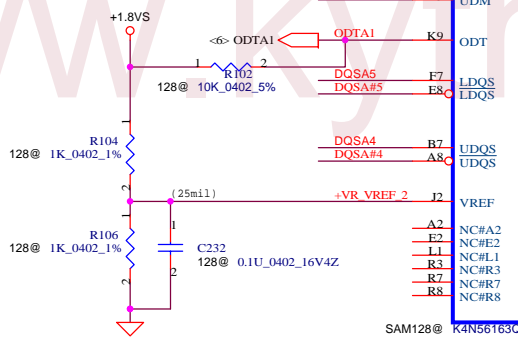 UDM
+1.8VS
<6> ODTA1
ODTA1
K9
ODT
1
2
R102
128@ 10K_0402_5%
DQSA5
F7
LDQS
DQSA#5
E8
LDQS
1
R104
128@ 1K_0402_1%
2
DQSA4
B7
UDQS
DQSA#4
A8
UDQS
(25mil)
+VR_VREF_2
J2
VREF
1
R106
128@ 1K_0402_1%
2
1
C232
2
128@ 0.1U_0402_16V4Z
A2
NC#A2
E2
NC#E2
L1
NC#L1
R3
NC#R3
R7
NC#R7
R8
NC#R8
SAM128@ K4N56163Q